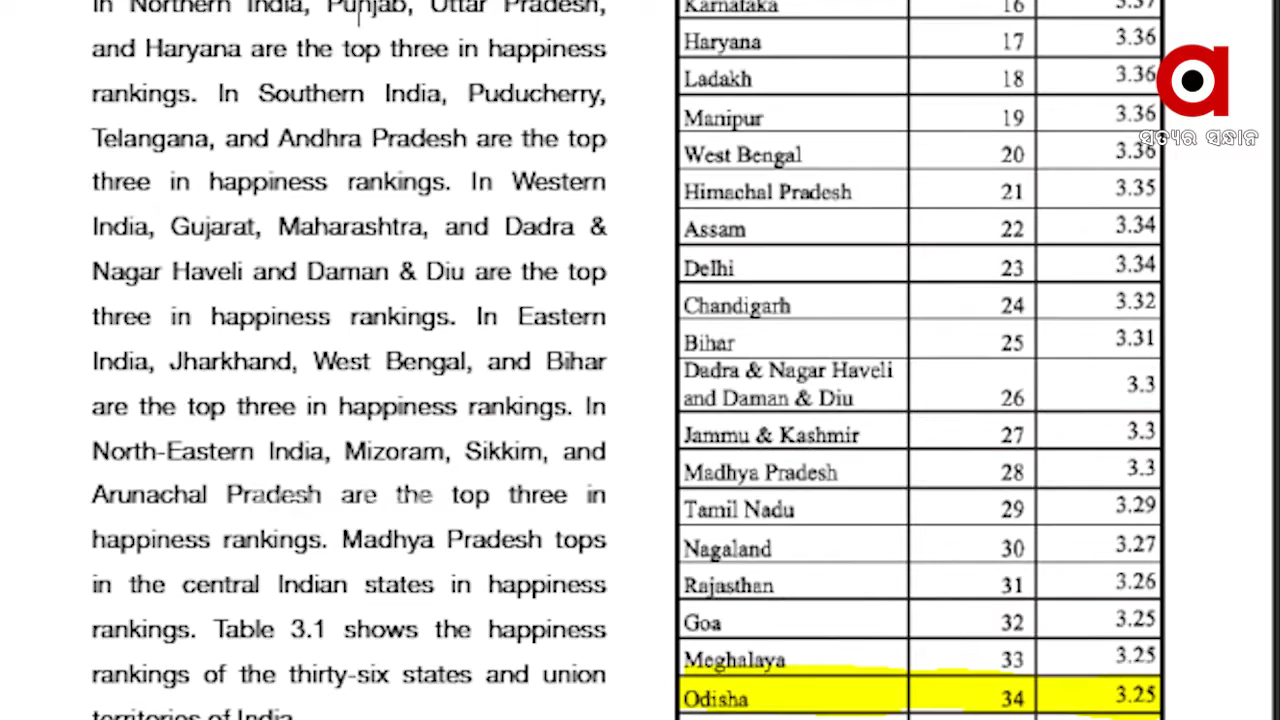 in Northern India, Punjab, Uttar Pradesh,
and Haryana are the top three in happiness
rankings. In Southern India, Puducherry,
Telangana, and Andhra Pradesh are the top
three in happiness rankings. In Western
India, Gujarat, Maharashtra, and Dadra &
Nagar Haveli and Daman & Diu are the top
three in happiness rankings. In Eastern
India, Jharkhand, West Bengal, and Bihar
are the top three in happiness rankings. In
North-Eastern India, Mizoram, Sikkim, and
Arunachal Pradesh are the top three in
happiness rankings. Madhya Pradesh tops
in the central Indian states in happiness
rankings. Table 3.1 shows the happiness
rankings of the thirty-six states and union
territories of India
Karnataka 16 3.37
Haryana 17 3.36
Ladakh 18 3.36
Manipur 19 3.36
West Bengal 20 3.36
Himachal Pradesh 21 3.35
Assam 22 3.34
Delhi 23 3.34
Chandigarh 24 3.32
Bihar 25 3.31
Dadra & Nagar Haveli
and Daman & Diu 26 3.3
Jammu & Kashmir 27 3.3
Madhya Pradesh 28 3.3
Tamil Nadu 29 3.29
Nagaland 30 3.27
Rajasthan 31 3.26
Goa 32 3.25
Meghalaya 33 3.25
Odisha 34 3.25
a